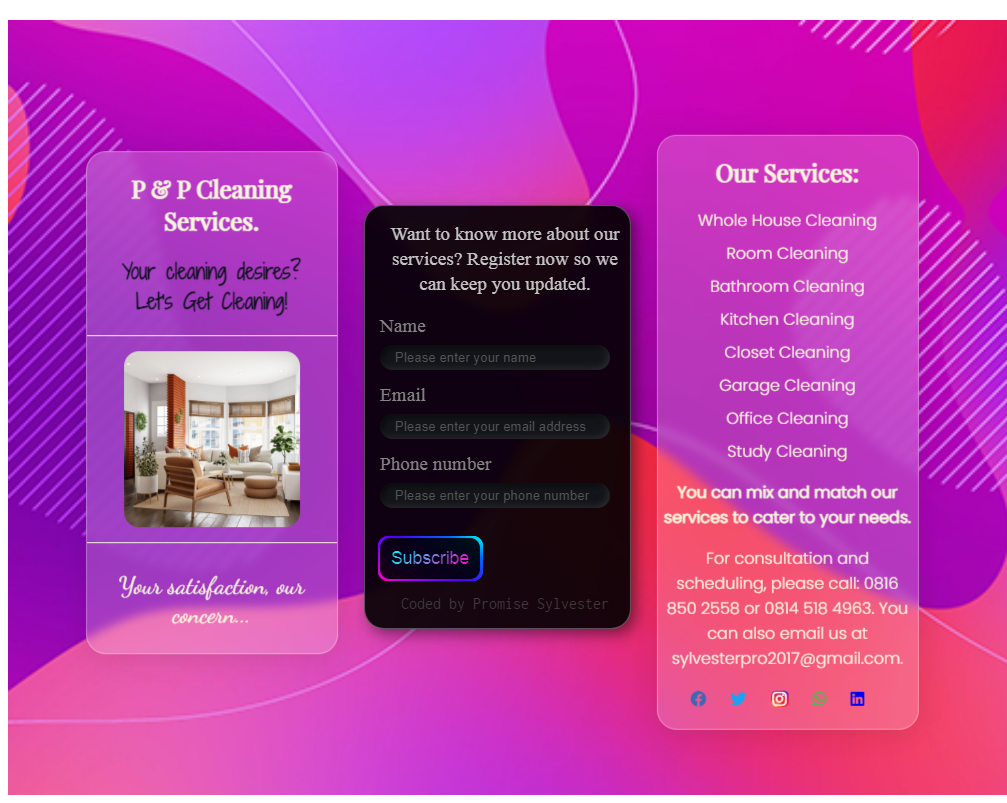 P & P Cleaning
Services.
Your cleaning desires?
Let's Get Cleaning!
Your satisfaction, our
concern...
Want to know more about our
services? Register now so we
can keep you updated.
Name
Please enter your name
Email
Please enter your email address
Phone number
Please enter your phone number
Subscribe
Coded by Promise Sylvester
Our Services:
Whole House Cleaning
Room Cleaning
Bathroom Cleaning
Kitchen Cleaning
Closet Cleaning
Garage Cleaning
Office Cleaning
Study Cleaning
You can mix and match our
services to cater to your needs.
For consultation and
scheduling, please call: 0816
850 2558 or 0814 518 4963. You
can also email us at
sylvesterpro2017@gmail.com.